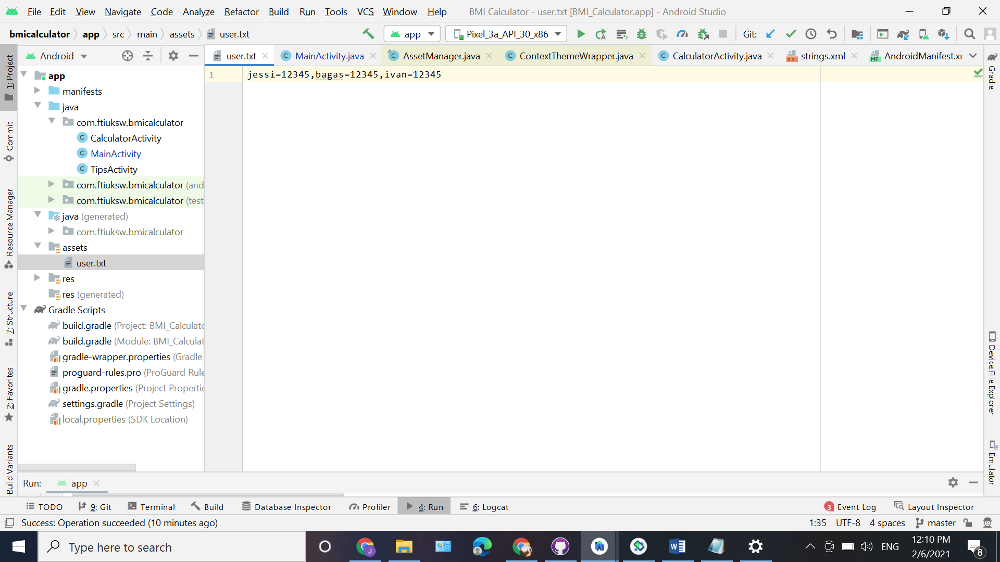 File Edit View Navigate Code Analyze Refactor Build Run Tools VCS Window Help BMI Calculator - user.txt [BMI_Calculator.app] - Android Studio
bmicalculator app src main assets user.txt app Pixel_3a_API_30_x86 Git:
Android user.txt MainActivity.java AssetManager.java ContextThemeWrapper.java CalculatorActivity.java strings.xml AndroidManifest.x
1 jessi=12345,bagas=12345,ivan=12345
app
manifests
java
com.ftiuksw.bmicalculator
CalculatorActivity
MainActivity
TipsActivity
com.ftiuksw.bmicalculator (and
com.ftiuksw.bmicalculator (test
java (generated)
com.ftiuksw.bmicalculator
assets
user.txt
res
res (generated)
Gradle Scripts
build.gradle (Project: BMI_Calculato
build.gradle (Module: BMI_Calculat
gradle-wrapper.properties (Gradle
proguard-rules.pro (ProGuard Rule
gradle.properties (Project Propertie
settings.gradle (Project Settings)
local.properties (SDK Location)
1: Project
Commit
Resource Manager
7: Structure
2: Favorites
Build Variants
Gradle
Device File Explorer
Emulator
Run: app
TODO 9: Git Terminal Build Database Inspector Profiler 4: Run 6: Logcat 3 Event Log Layout Inspector
Success: Operation succeeded (10 minutes ago) 1:35 UTF-8 4 spaces master
Type here to search ENG 12:10 PM
2/6/2021 8